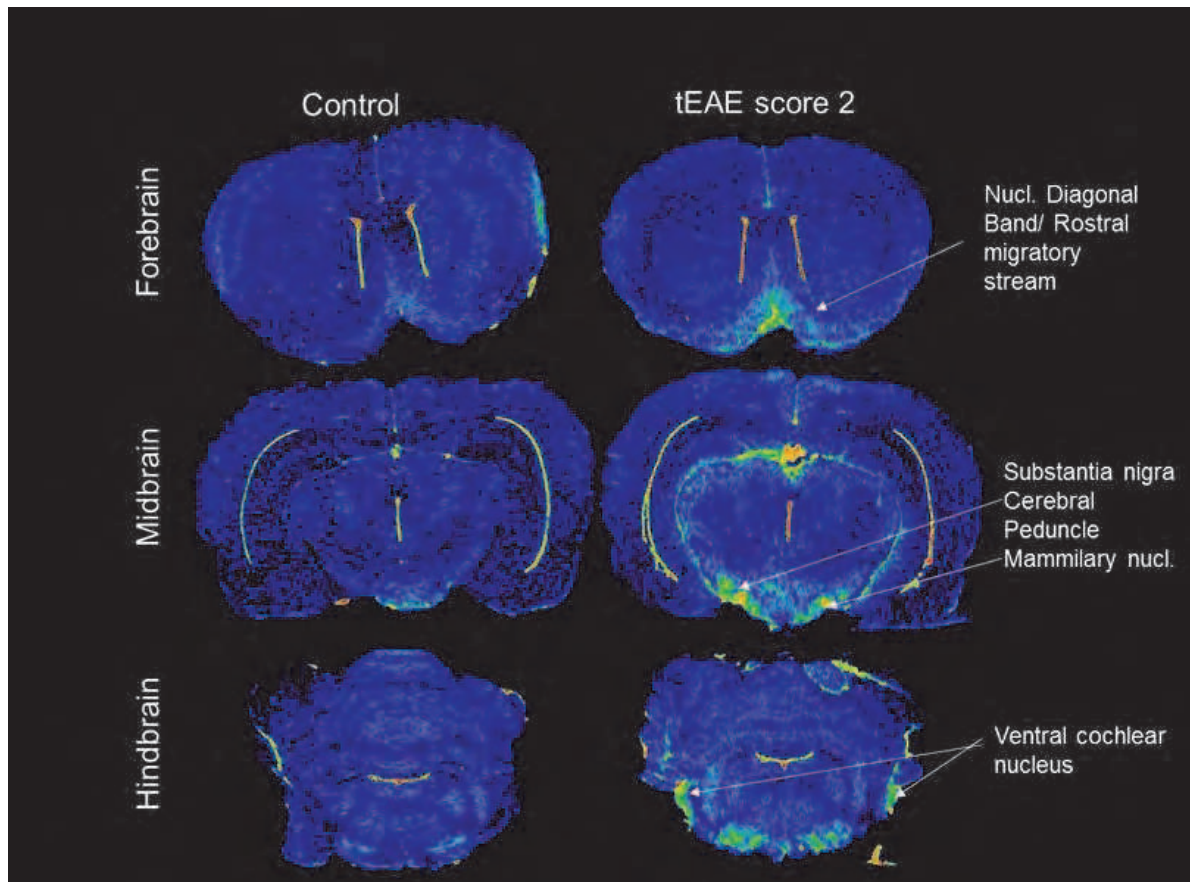 Control
tEAE score 2
Forebrain
Nucl. Diagonal
Band/ Rostral
migratory
stream
Midbrain
Substantia nigra
Cerebral
Peduncle
Mammilary nucl.
Hindbrain
Ventral cochlear
nucleus